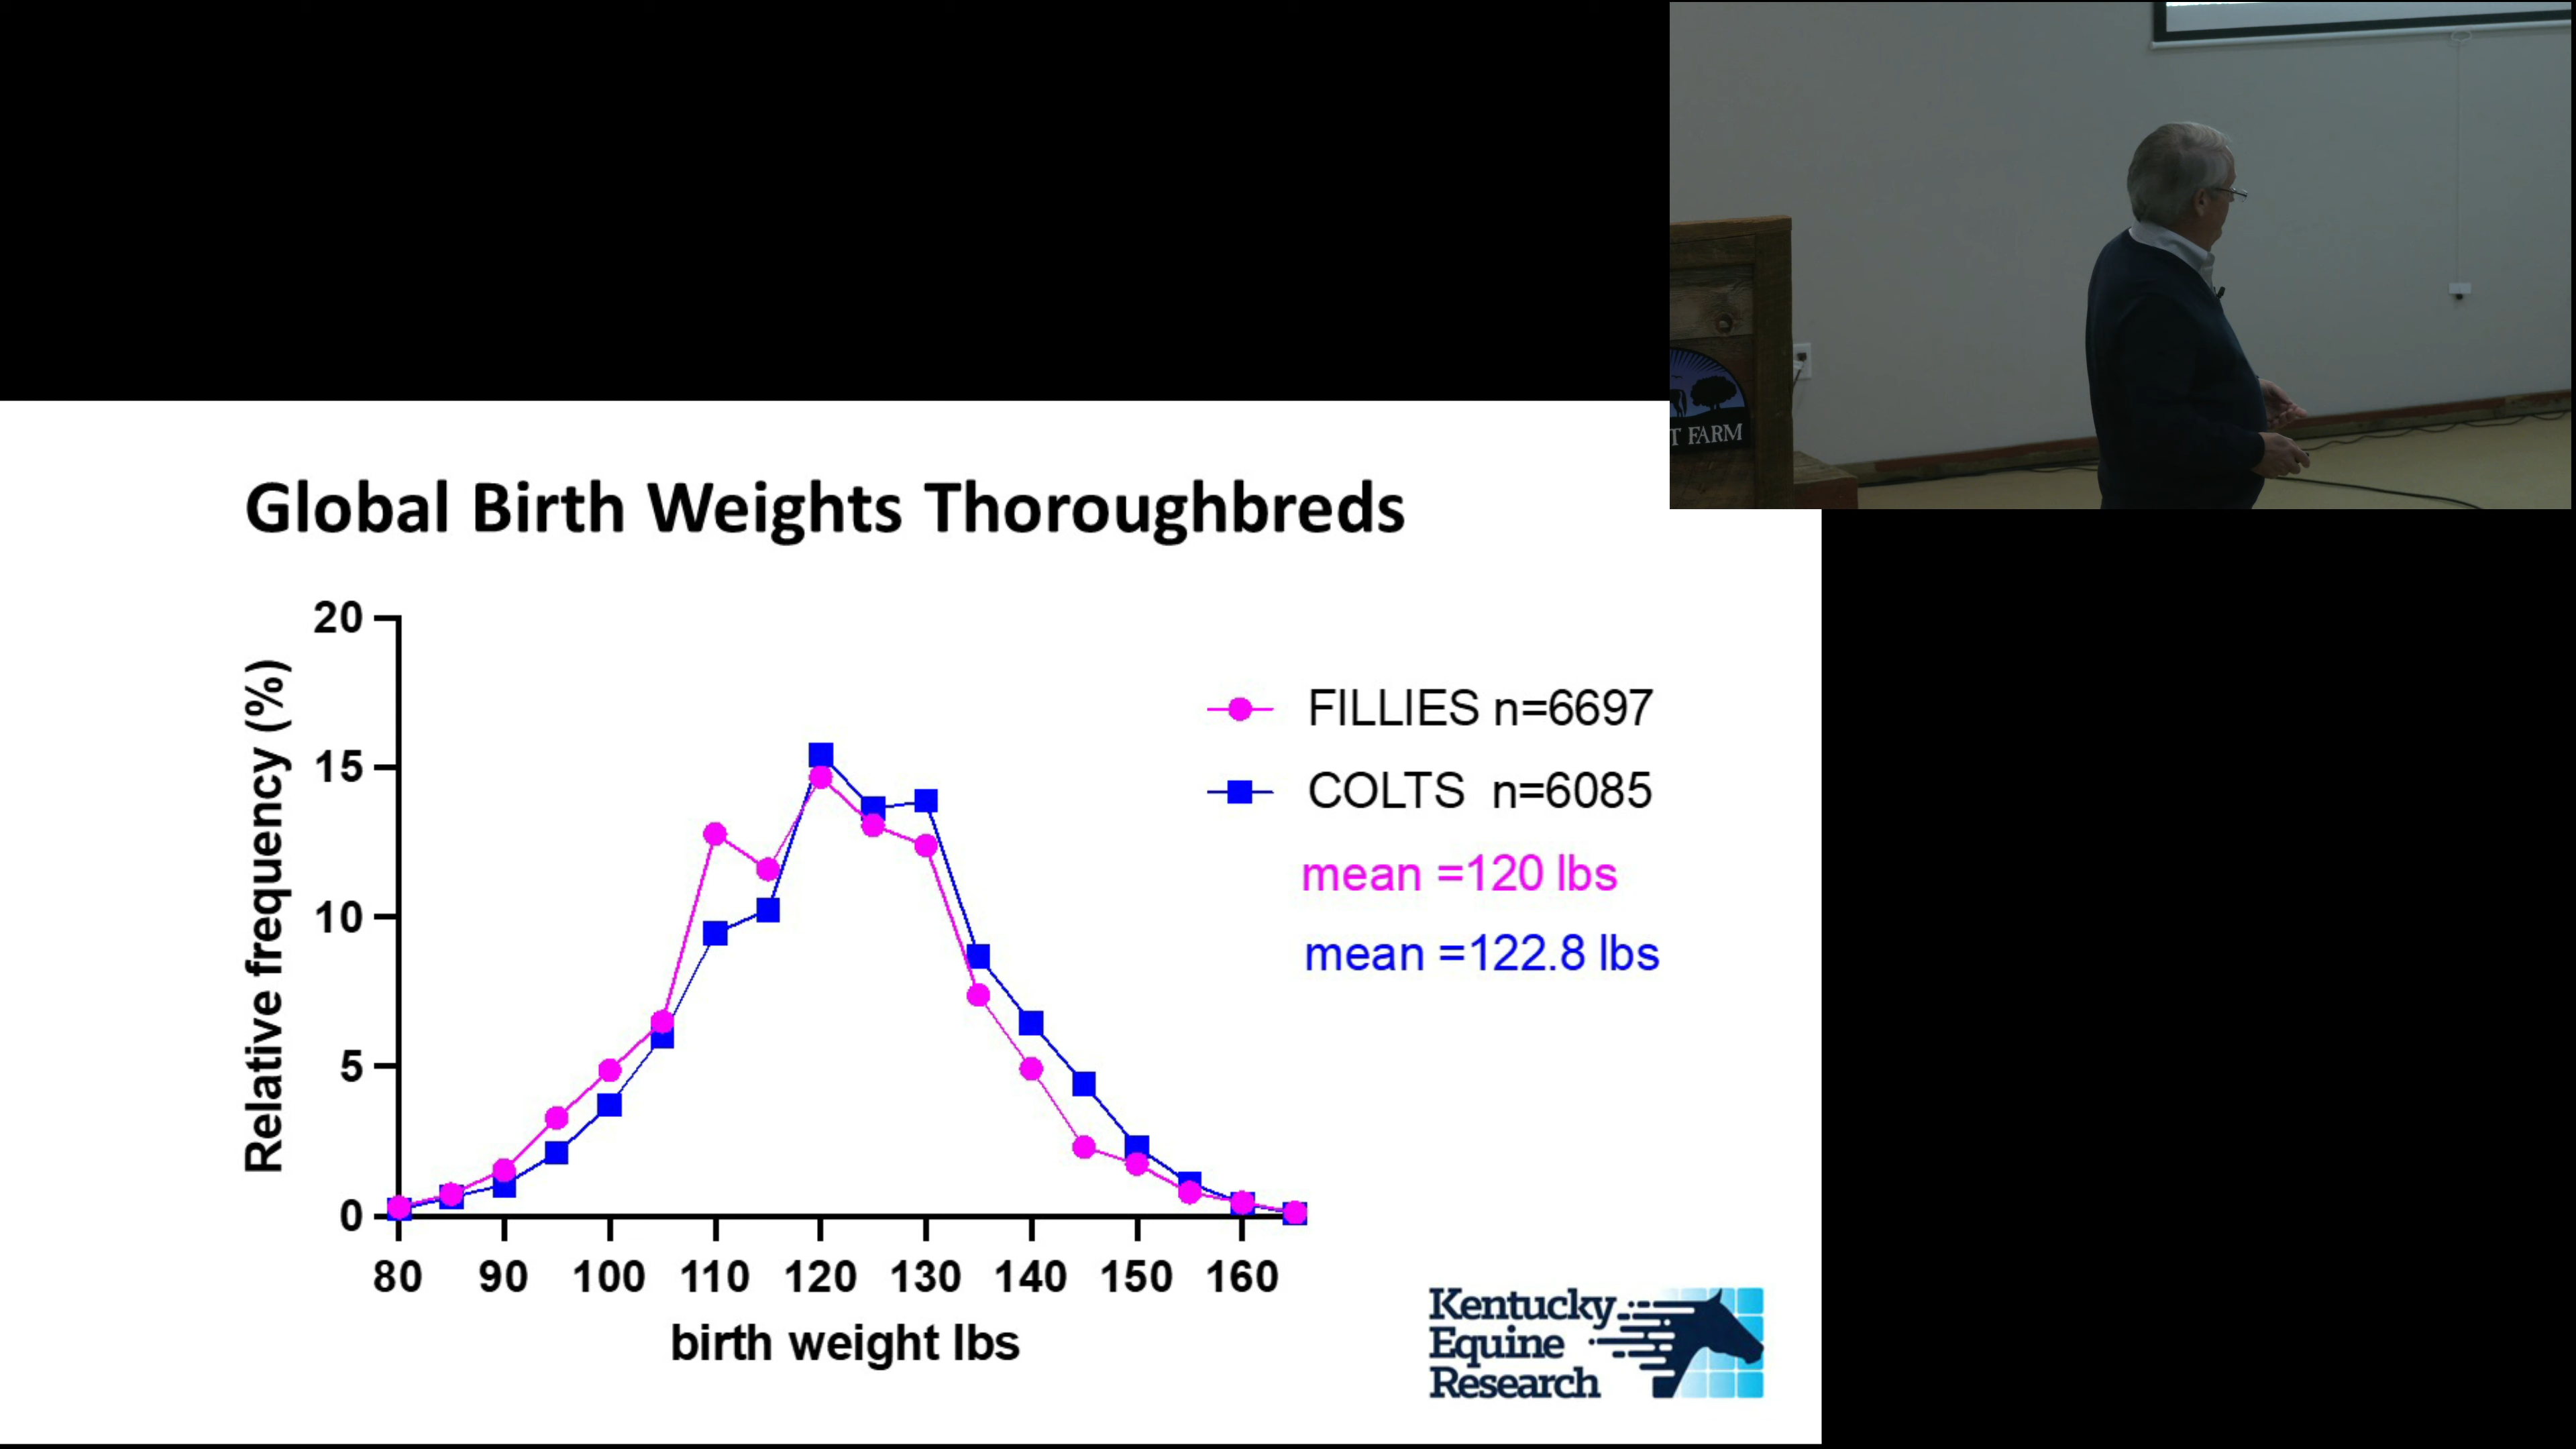 T FARM
Global Birth Weights Thoroughbreds
20
15
10
5
0
Relative frequency (%)
FILLIES n=6697
COLTS n=6085
mean =120 lbs
mean =122.8 lbs
80 90 100 110 120 130 140 150 160
birth weight lbs
Kentucky
Equine
Research